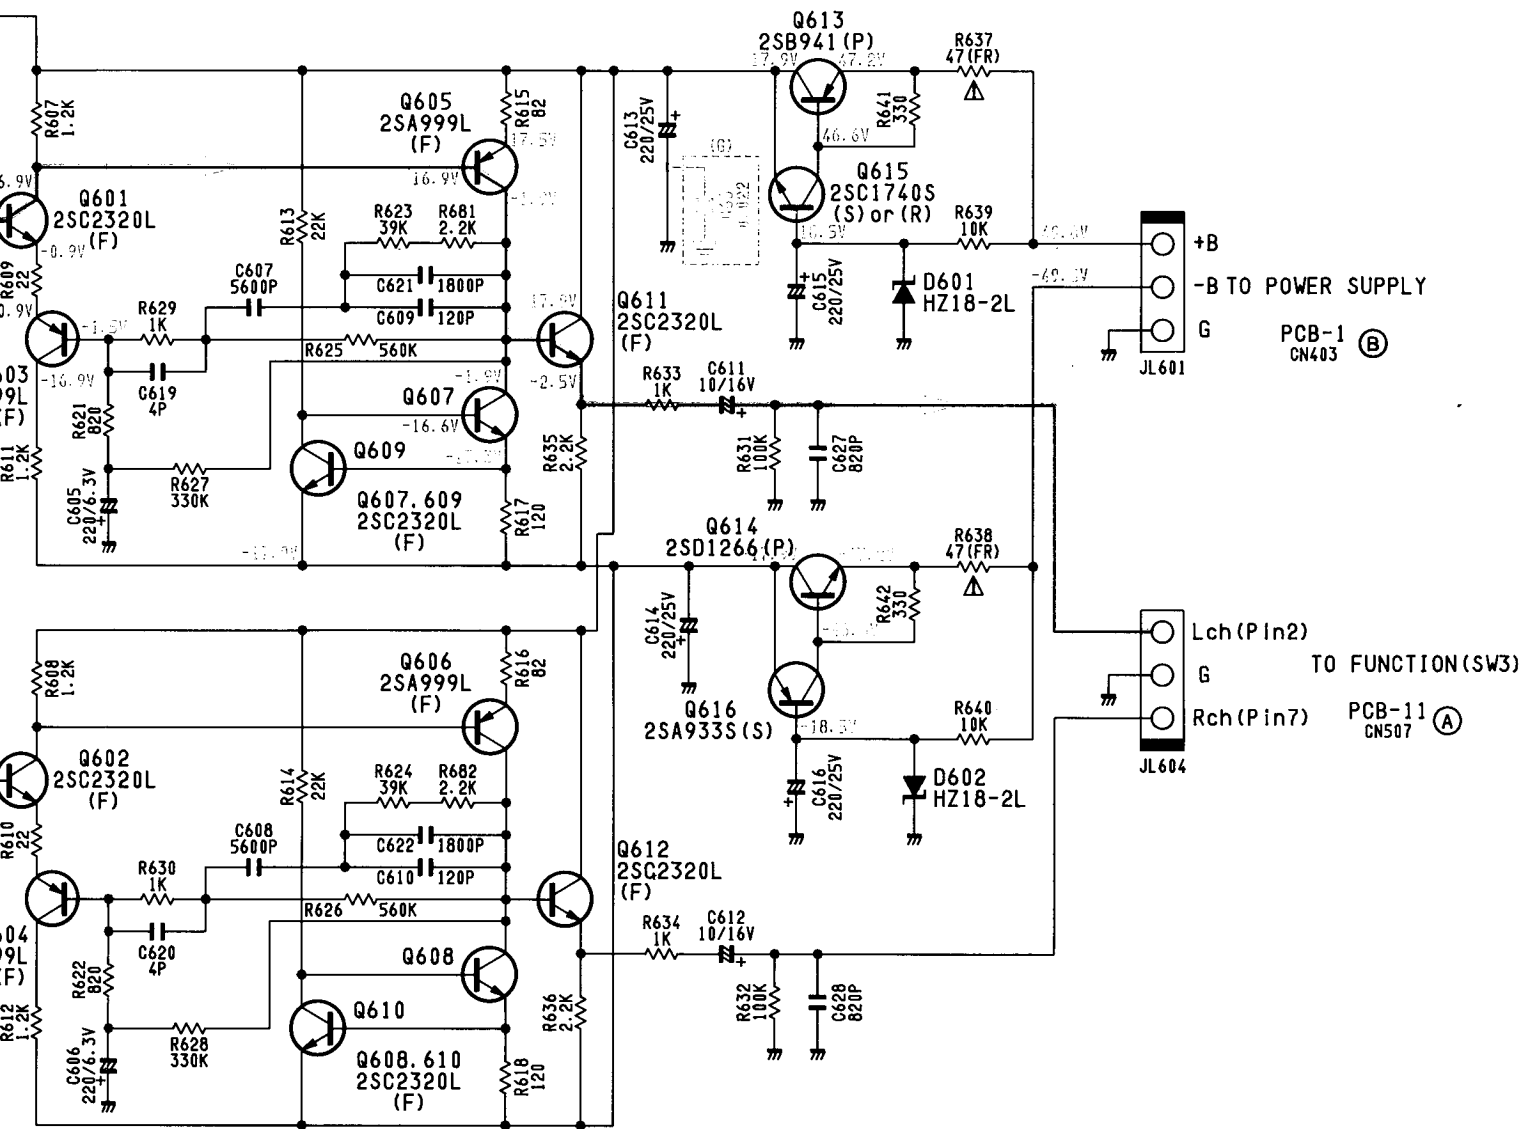 Q613
2SB941(P)
17.9V
R637
47(FR)
R607
1.2K
Q605
2SA999L
(F)
R615
82
17.5V
C613
220/25V
+
(G)
R641
330
46.6V
16.9V
Q601
2SC2320L
(F)
-0.9V
R609
22
Q615
2SC1740S
(S)or(R)
R613
22K
R623
39K
R681
2.2K
R639
10K
+B
-B TO POWER SUPPLY
G
PCB-1 B
CN403
JL601
C607
5600P
C621
1800P
C609
120P
R629
1K
R625
560K
Q611
2SC2320L
(F)
C615
220/25V
+
D601
HZ18-2L
-16.9V
C619
4P
603
99L
(F)
R621
820
R611
1.2K
-1.9V
-2.5V
Q607
-16.6V
R633
1K
C611
10/16V
+
R631
100K
C627
820P
Q609
R635
2.2K
R627
330K
C605
220/6.3V
+
Q607.609
2SC2320L
(F)
R617
120
Q614
2SD1266(P)
R638
47(FR)
C614
220/25V
+
R642
330
R608
1.2K
Q606
2SA999L
(F)
R616
82
Lch(Pin2)
G
Rch(Pin7)
TO FUNCTION(SW3)
PCB-11 A
CN507
JL604
Q616
2SA933S(S)
R640
10K
Q602
2SC2320L
(F)
R614
22K
R624
39K
R682
2.2K
C616
220/25V
+
D602
HZ18-2L
R610
22
C608
5600P
C622
1800P
C610
120P
R630
1K
R626
560K
Q612
2SC2320L
(F)
C620
4P
604
99L
(F)
R622
820
R612
1.2K
Q608
R634
1K
C612
10/16V
+
R632
100K
C628
820P
Q610
R636
2.2K
R628
330K
C606
220/6.3V
+
Q608.610
2SC2320L
(F)
R618
120